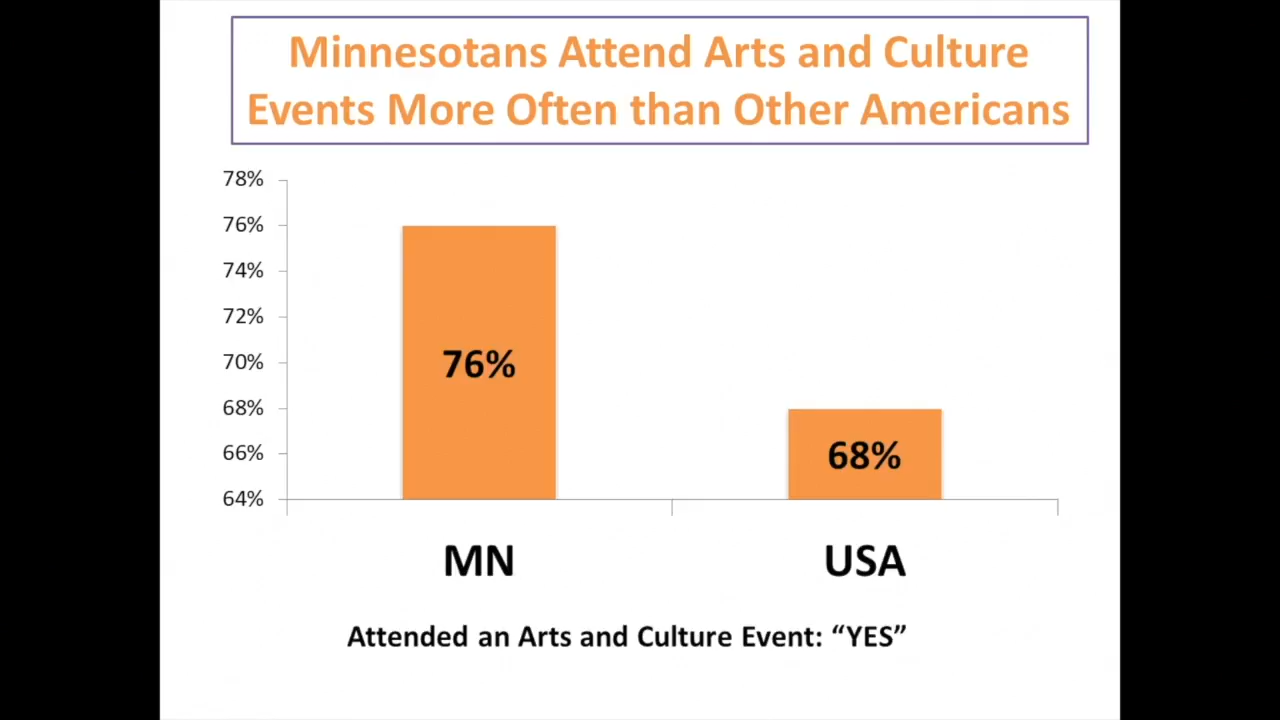 Minnesotans Attend Arts and Culture
Events More Often than Other Americans
78%
76%
74%
72%
70%
68%
66%
64%
76%
68%
MN
USA
Attended an Arts and Culture Event: “YES”